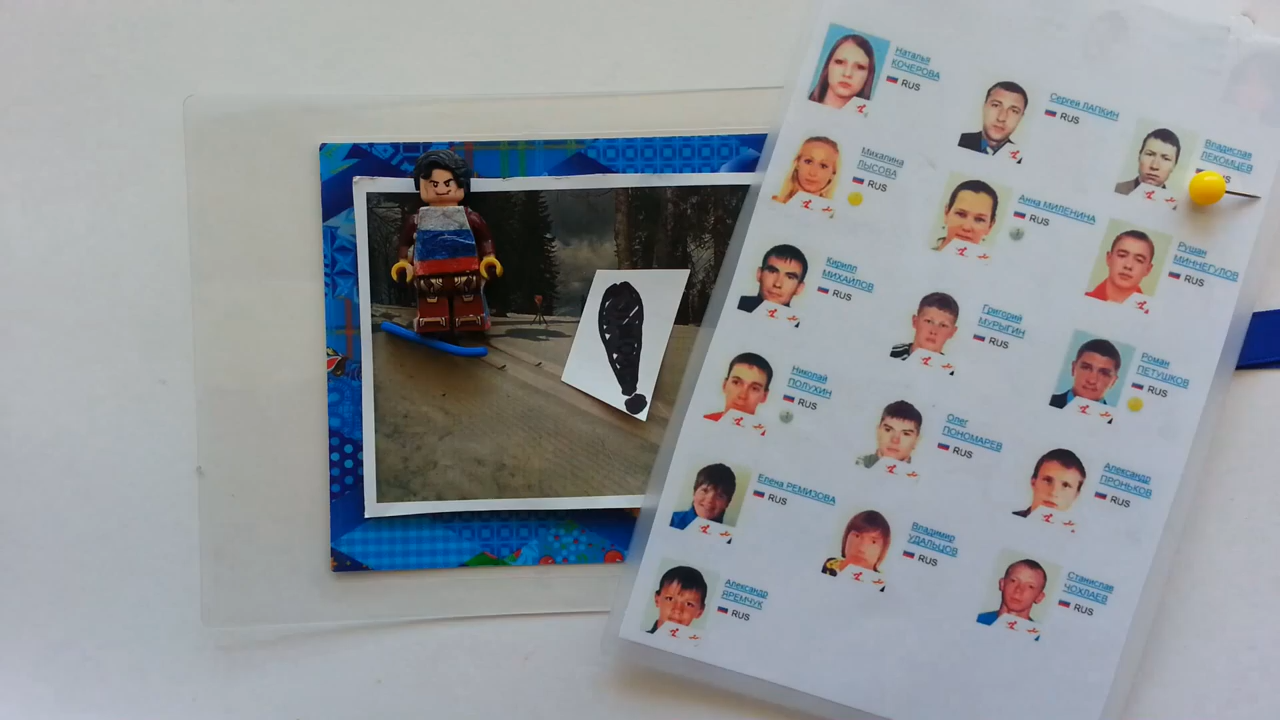 Наталья
КОЧЕРОВА
RUS
Сергей ЛАПКИН
RUS
Владислав
ЛЕКОМЦЕВ
RUS
Михалина
ЛЫСОВА
RUS
Анна МИЛЕНИНА
RUS
Рушан
МИННЕГУЛОВ
RUS
Кирилл
МИХАЙЛОВ
RUS
Григорий
МУРЫГИН
RUS
Роман
ПЕТУШКОВ
RUS
Николай
ПОЛУХИН
RUS
Олег
ПОНОМАРЕВ
RUS
Александр
ПРОНЬКОВ
RUS
Елена РЕМИЗОВА
RUS
Владимир
УДАЛЬЦОВ
RUS
Станислав
ЧОХЛАЕВ
RUS
Александр
ЯРЕМЧУК
RUS